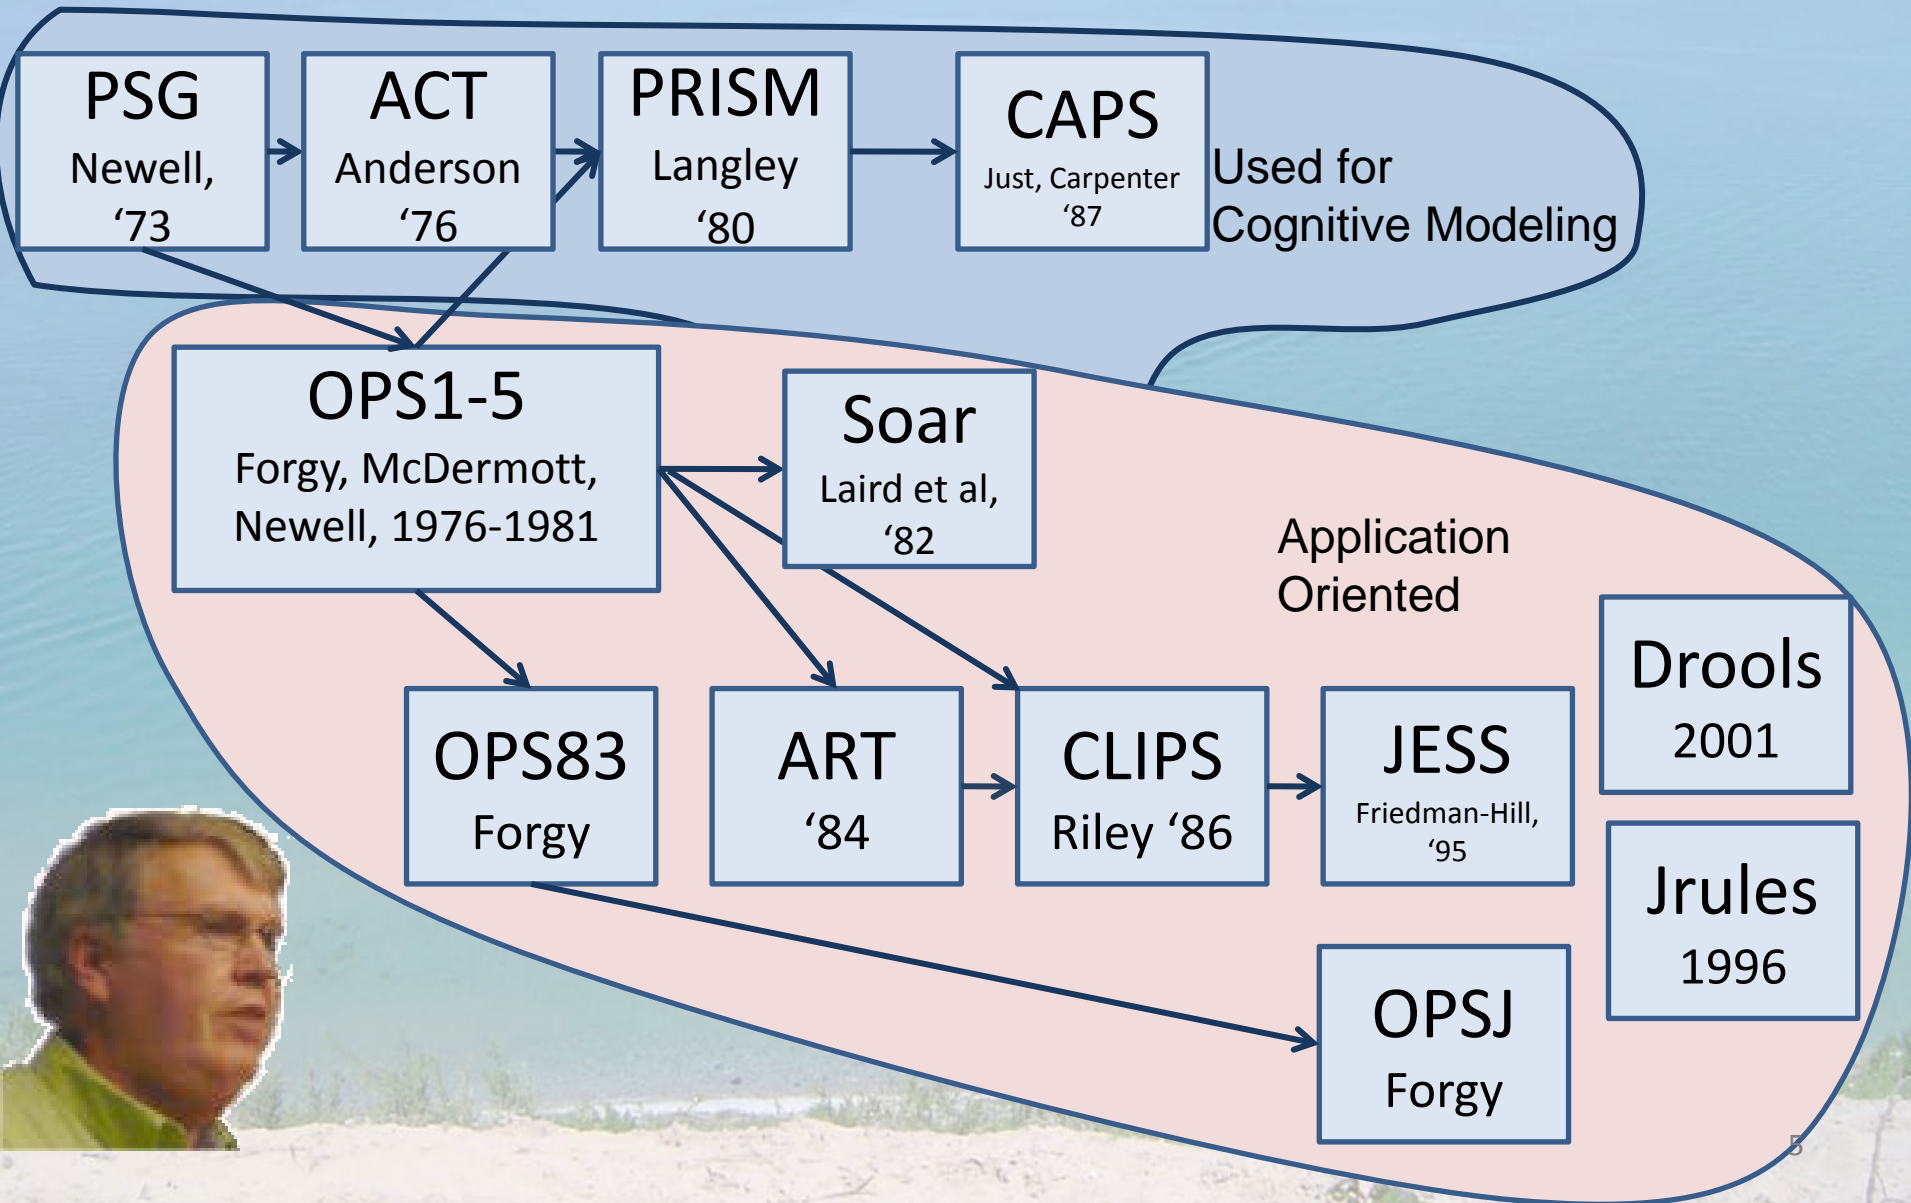 PSG
Newell,
‘73
ACT
Anderson
‘76
PRISM
Langley
‘80
CAPS
Just, Carpenter
‘87
Used for
Cognitive Modeling
OPS1-5
Forgy, McDermott,
Newell, 1976-1981
Soar
Laird et al,
‘82
Application
Oriented
Drools
2001
OPS83
Forgy
ART
‘84
CLIPS
Riley ‘86
JESS
Friedman-Hill,
‘95
Jrules
1996
OPSJ
Forgy
5